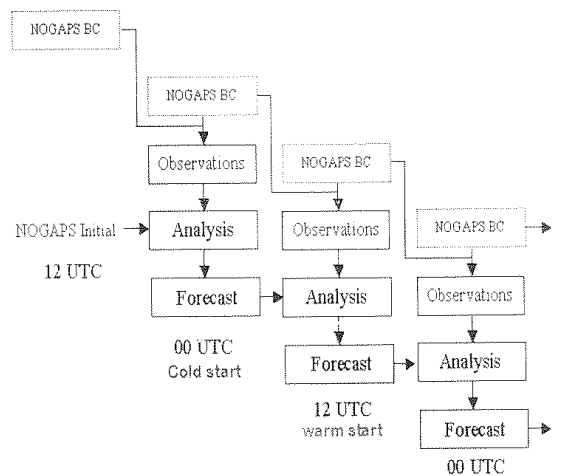 NOGAPS BC
NOGAPS BC
Observations
NOGAPS BC
NOGAPS Initial
Analysis
Observations
NOGAPS BC
12 UTC
Forecast
Analysis
Observations
00 UTC
Cold start
Forecast
Analysis
12 UTC
warm start
Forecast
00 UTC